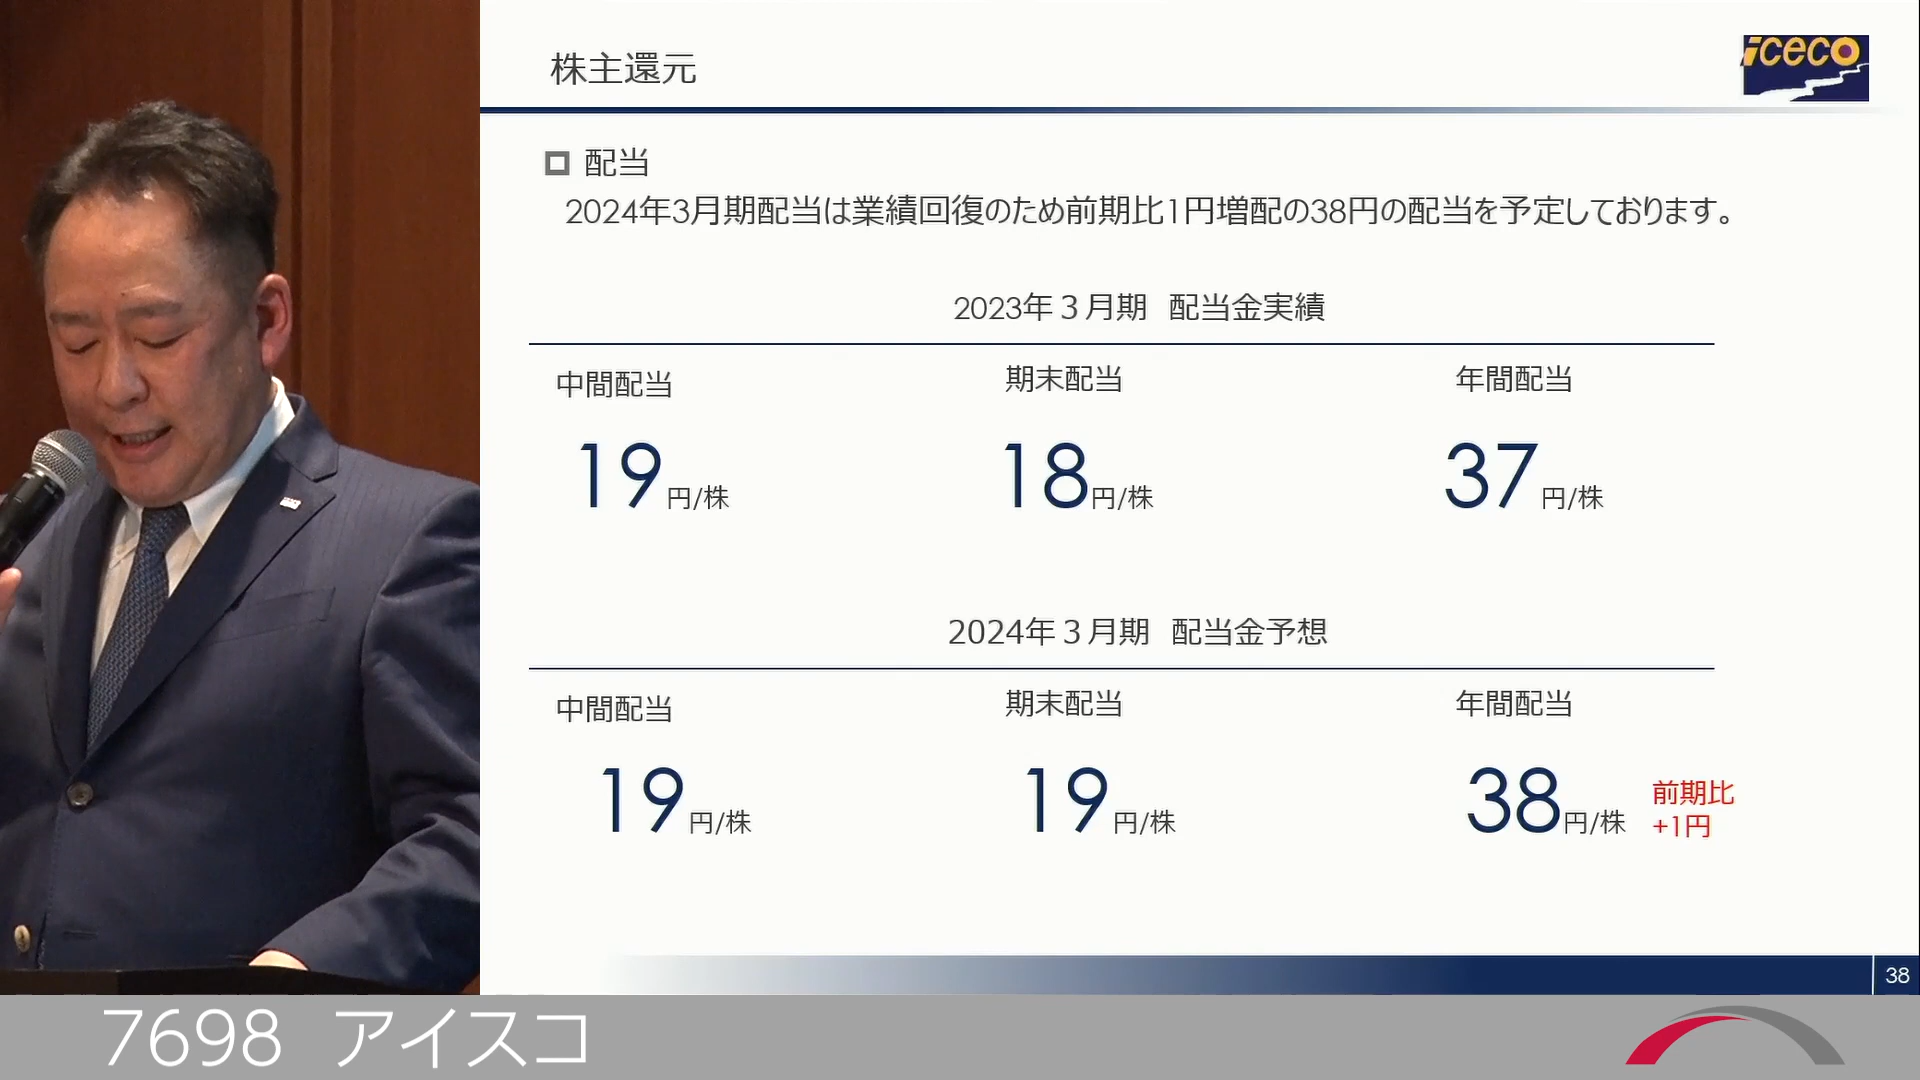 株主還元
iceco
配当
2024年3月期配当は業績回復のため前期比1円増配の38円の配当を予定しております。
2023年３月期 配当金実績
中間配当 期末配当 年間配当
19円/株 18円/株 37円/株
2024年３月期 配当金予想
中間配当 期末配当 年間配当
19円/株 19円/株 38円/株 前期比
+1円
38
7698 アイスコ